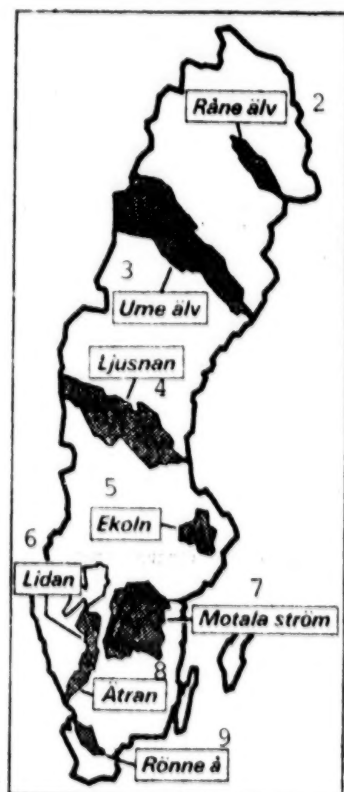 Råne älv 2
3
Ume älv
Ljusnan
4
5
Ekoln
6
Lidan
7
Motala ström
8
Ätran
9
Rönne å